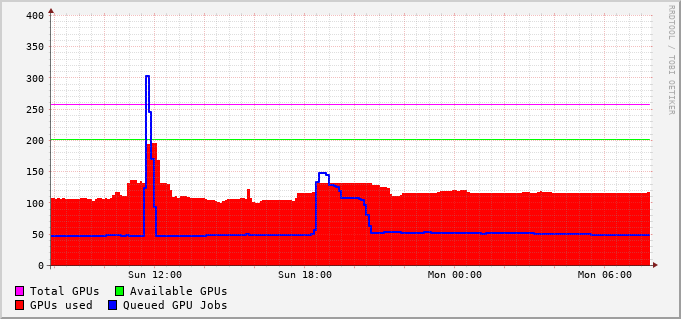 400
350
300
250
200
150
100
50
0
Sun 12:00 Sun 18:00 Mon 00:00 Mon 06:00
Total GPUs Available GPUs
GPUs used Queued GPU Jobs
RRDTOOL / TOBI OETIKER